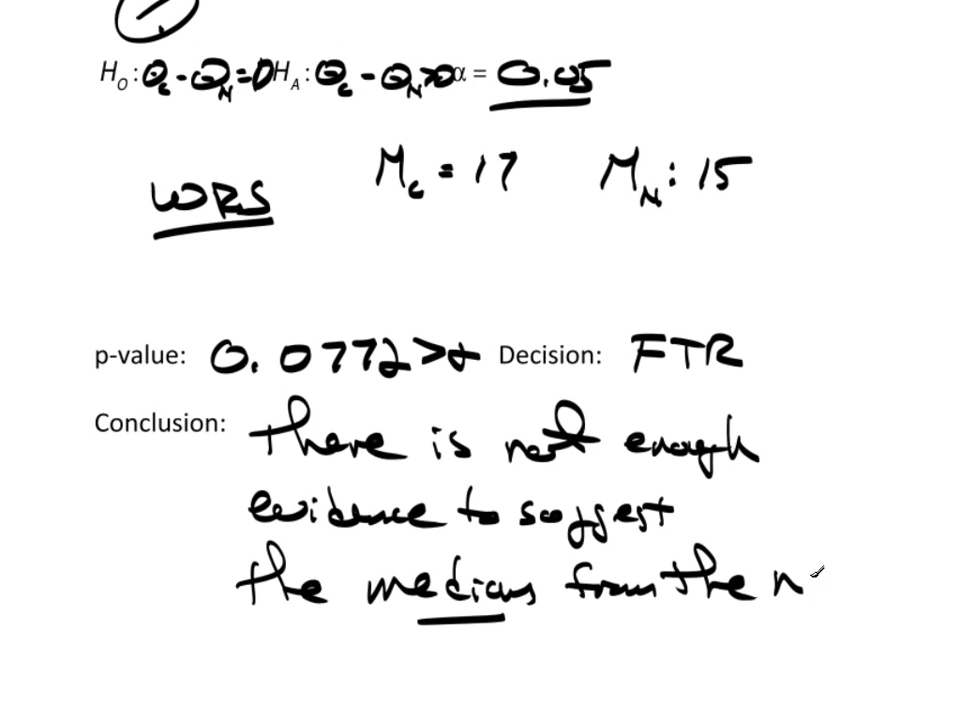 H₀: θc - θN = 0 HA: θc - θN > 0 α = 0.05
WRS Mc = 17 MN: 15
p-value: 0.0772 > α Decision: FTR
Conclusion: there is not enough
evidence to suggest
the medians from the n